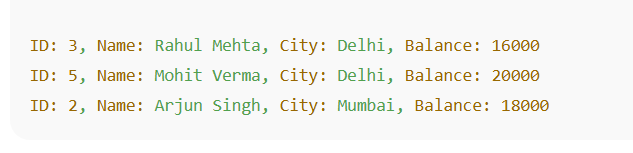 ID: 3, Name: Rahul Mehta, City: Delhi, Balance: 16000
ID: 5, Name: Mohit Verma, City: Delhi, Balance: 20000
ID: 2, Name: Arjun Singh, City: Mumbai, Balance: 18000